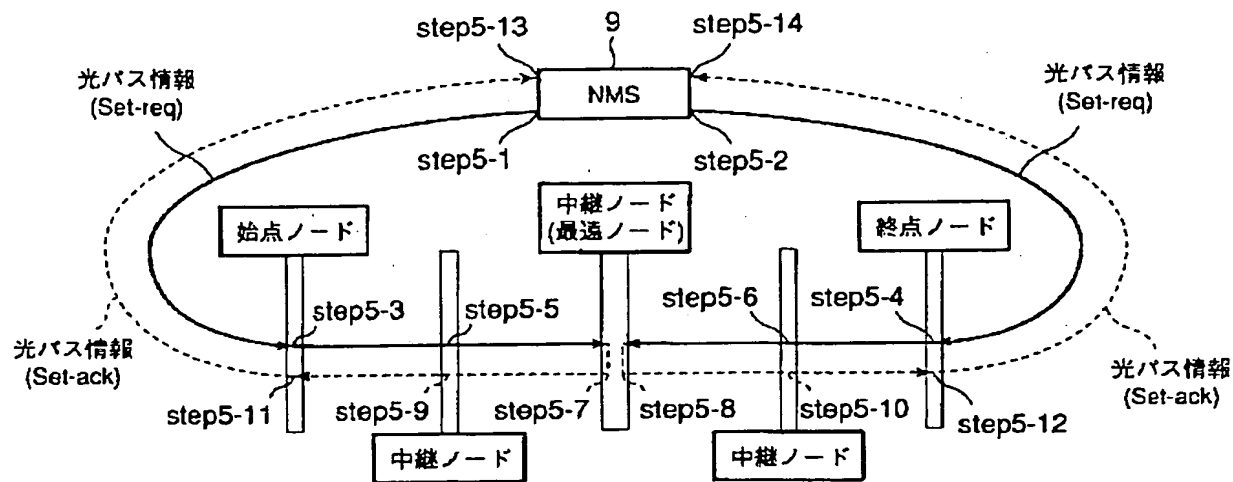 9
step5-13
step5-14
NMS
光パス情報
(Set-req)
光パス情報
(Set-req)
step5-1
step5-2
始点ノード
中継ノード
(最遠ノード)
終点ノード
step5-3
step5-5
step5-6
step5-4
光パス情報
(Set-ack)
光パス情報
(Set-ack)
step5-11
step5-9
step5-7
step5-8
step5-10
step5-12
中継ノード
中継ノード